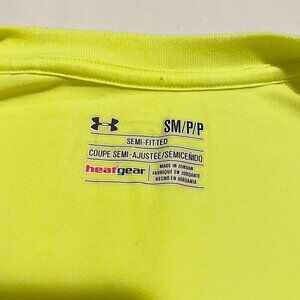 SM/P/P
SEMI-FITTED
COUPE SEMI-AJUSTÉE/SEMICEÑIDO
heatgear
MADE IN JORDAN
FABRIQUÉ EN JORDANIE
HECHO EN JORDANIA